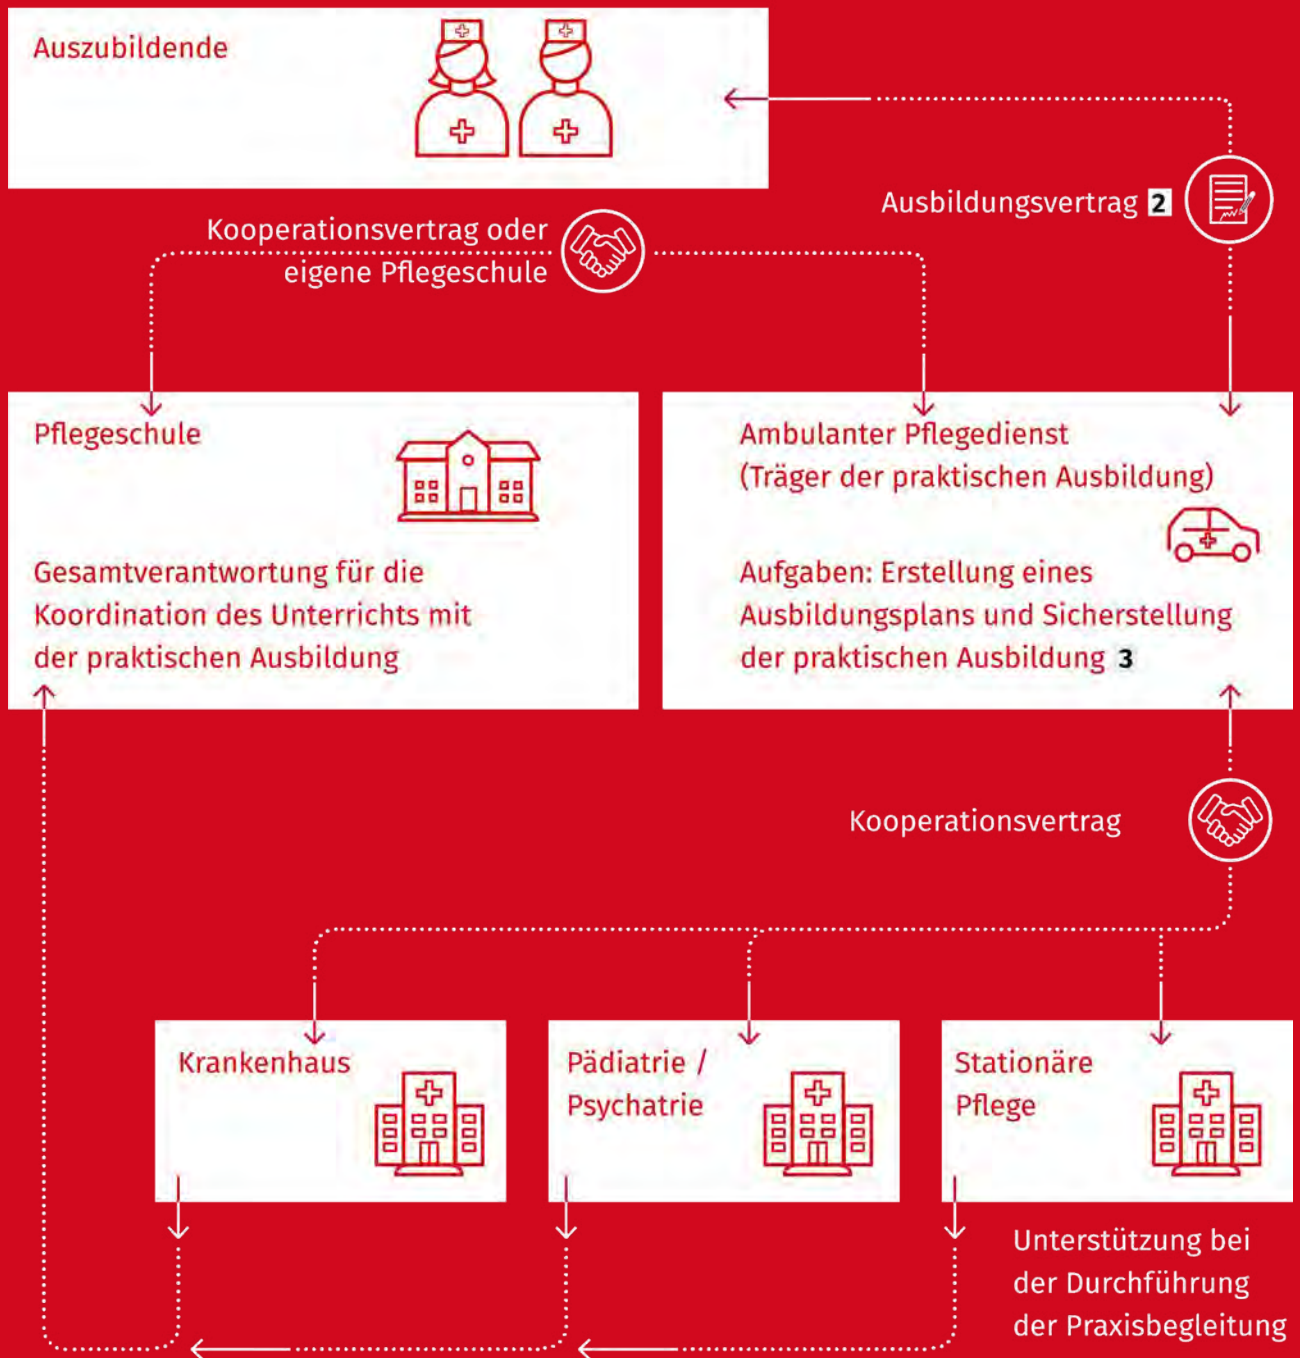 Auszubildende
Ausbildungsvertrag 2
Kooperationsvertrag oder
eigene Pflegeschule
Pflegeschule
Gesamtverantwortung für die
Koordination des Unterrichts mit
der praktischen Ausbildung
Ambulanter Pflegedienst
(Träger der praktischen Ausbildung)
Aufgaben: Erstellung eines
Ausbildungsplans und Sicherstellung
der praktischen Ausbildung 3
Kooperationsvertrag
Krankenhaus
Pädiatrie /
Psychatrie
Stationäre
Pflege
Unterstützung bei
der Durchführung
der Praxisbegleitung